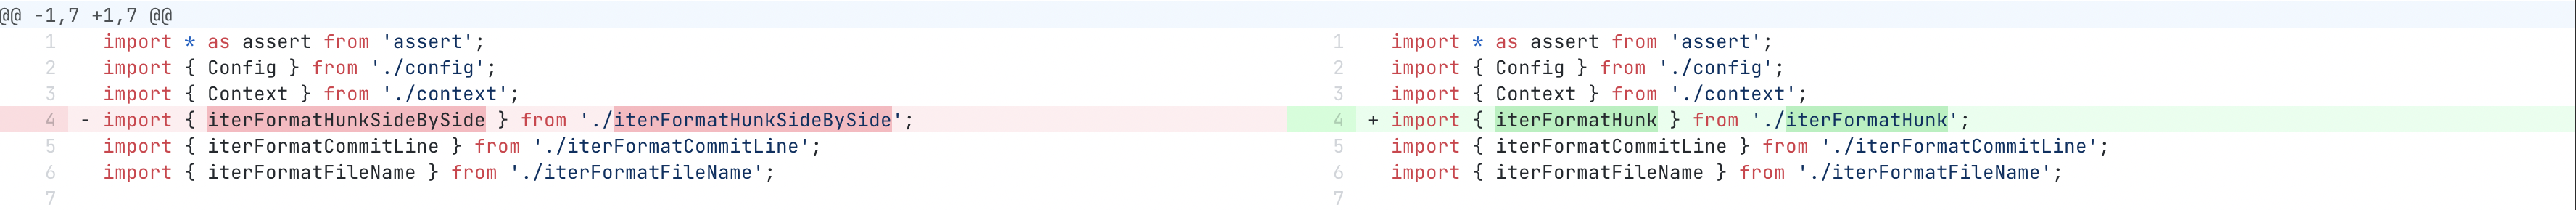 @@ -1,7 +1,7 @@
1 import * as assert from 'assert';
2 import { Config } from './config';
3 import { Context } from './context';
4 - import { iterFormatHunkSideBySide } from './iterFormatHunkSideBySide';
5 import { iterFormatCommitLine } from './iterFormatCommitLine';
6 import { iterFormatFileName } from './iterFormatFileName';
7
1 import * as assert from 'assert';
2 import { Config } from './config';
3 import { Context } from './context';
4 + import { iterFormatHunk } from './iterFormatHunk';
5 import { iterFormatCommitLine } from './iterFormatCommitLine';
6 import { iterFormatFileName } from './iterFormatFileName';
7